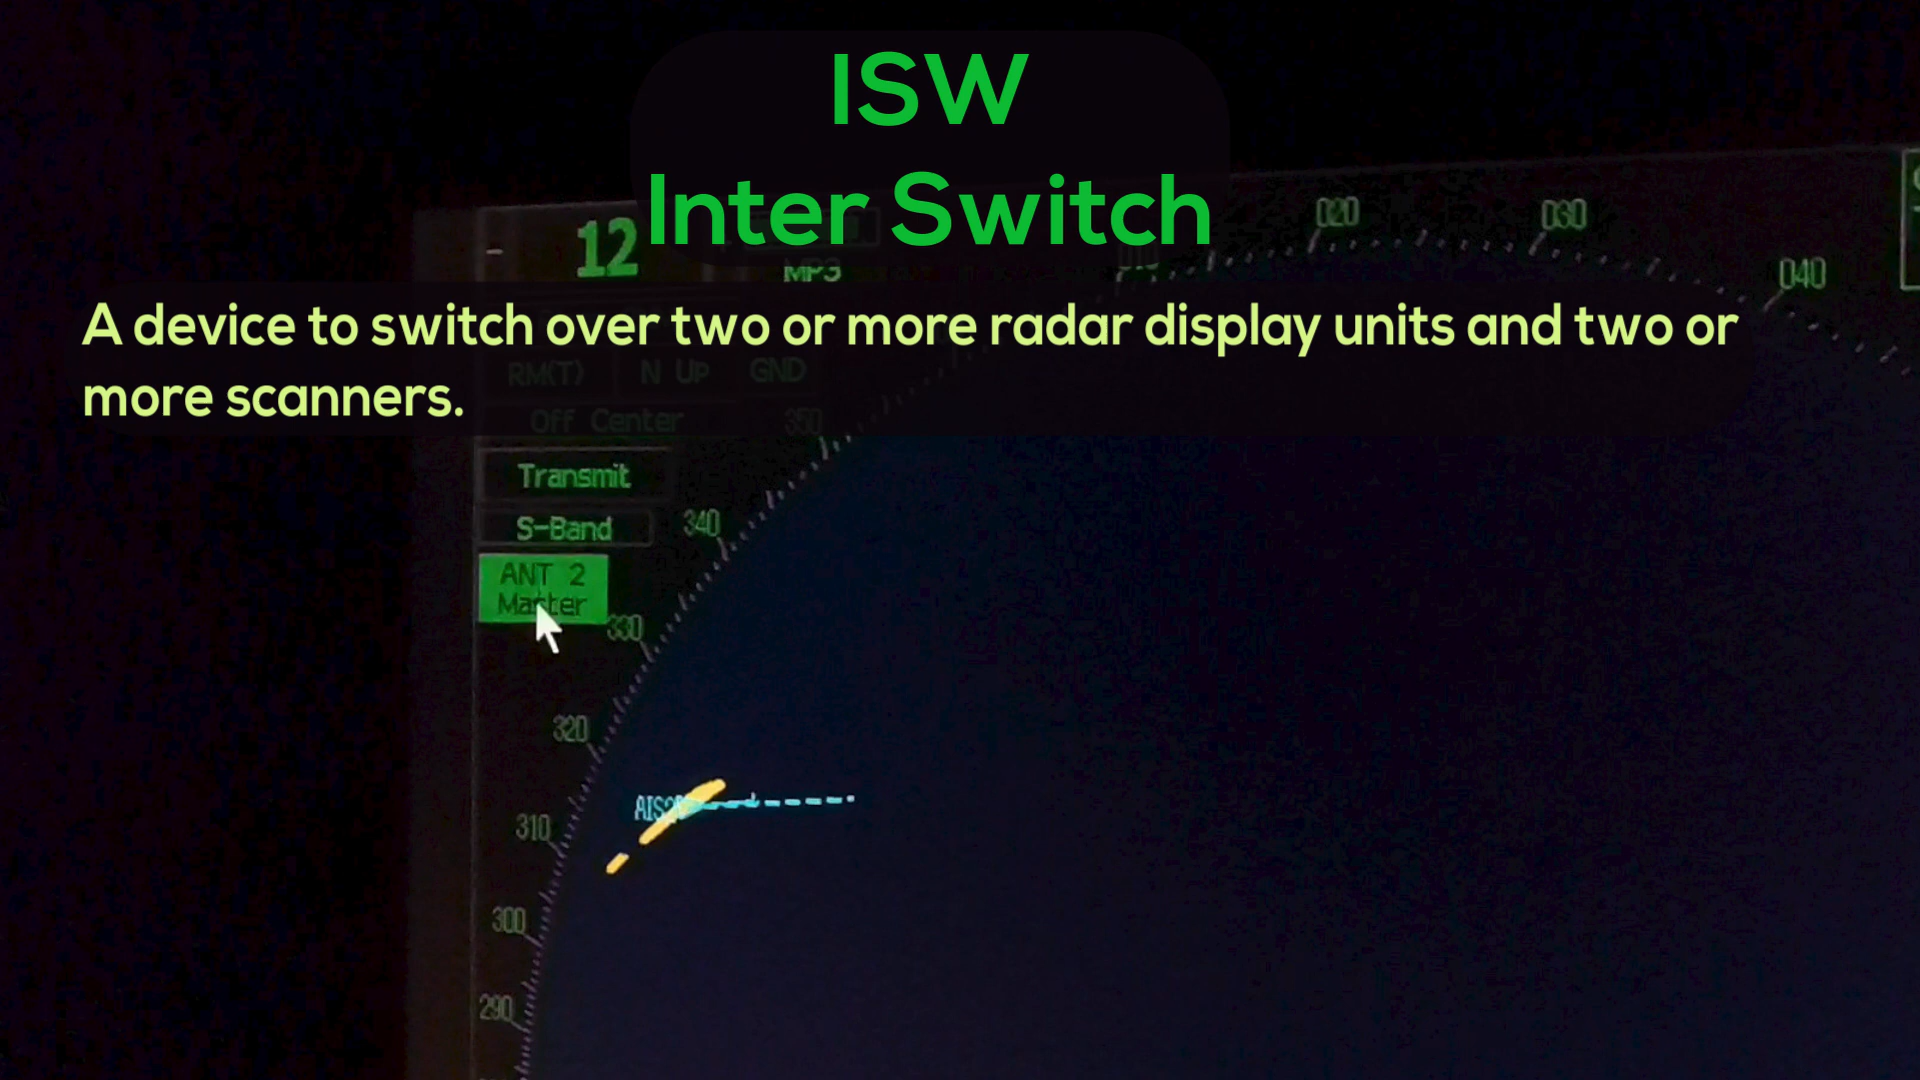 ISW
Inter Switch
12
MP3
020
030
040
A device to switch over two or more radar display units and two or
more scanners.
RM(T) N UP GND
Off Center
350
Transmit
S-Band
340
ANT 2
Master
330
320
310
300
290